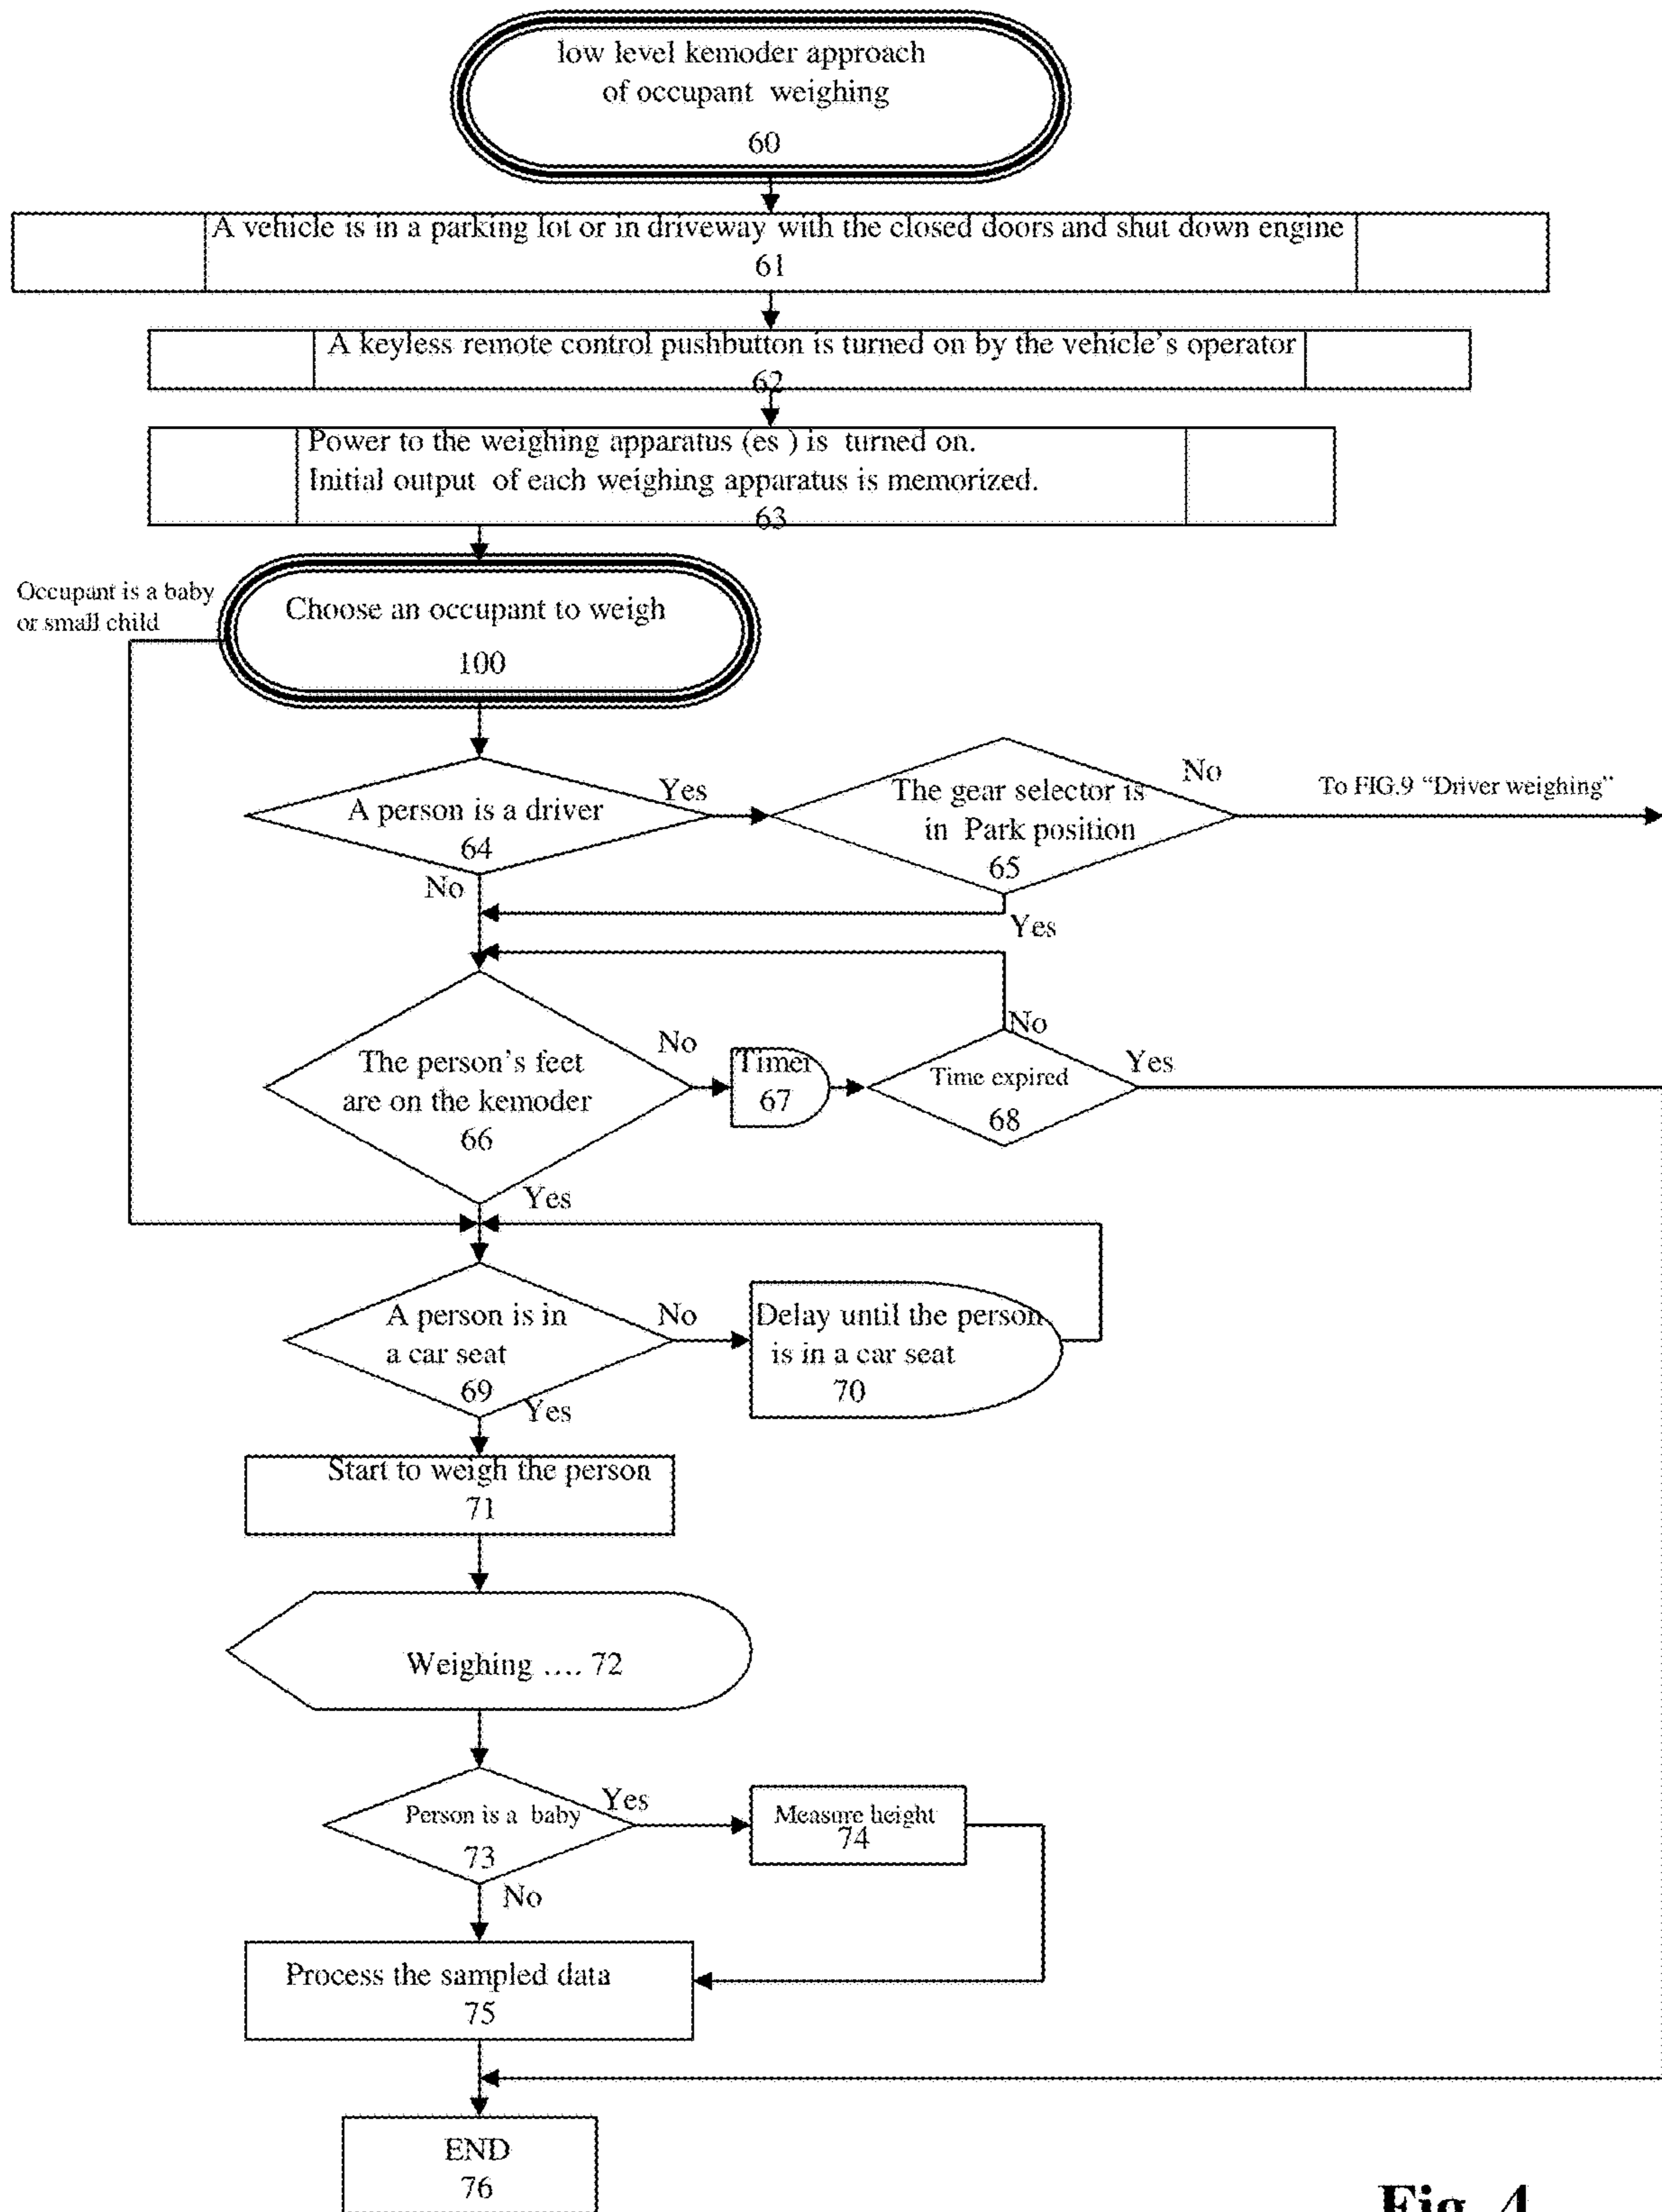 low level kemoder approach
of occupant weighing
60
A vehicle is in a parking lot or in driveway with the closed doors and shut down engine
61
A keyless remote control pushbutton is turned on by the vehicle's operator
62
Power to the weighing apparatus (es ) is turned on.
Initial output of each weighing apparatus is memorized.
63
Occupant is a baby
or small child
Choose an occupant to weigh
100
A person is a driver
64
Yes
No
The gear selector is
in Park position
65
No
Yes
To FIG.9 “Driver weighing”
The person's feet
are on the kemoder
66
No
Yes
Timer
67
Time expired
68
No
Yes
A person is in
a car seat
69
No
Yes
Delay until the person
is in a car seat
70
Start to weigh the person
71
Weighing .... 72
Person is a baby
73
Yes
No
Measure height
74
Process the sampled data
75
END
76
Fig. 4